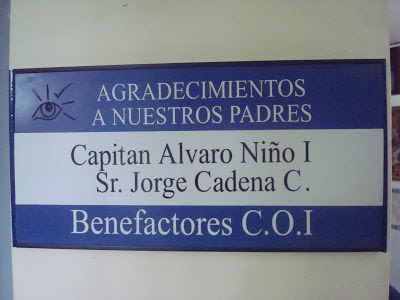 AGRADECIMIENTOS
A NUESTROS PADRES
Capitan Alvaro Niño I
Sr. Jorge Cadena C.
Benefactores C.O.I